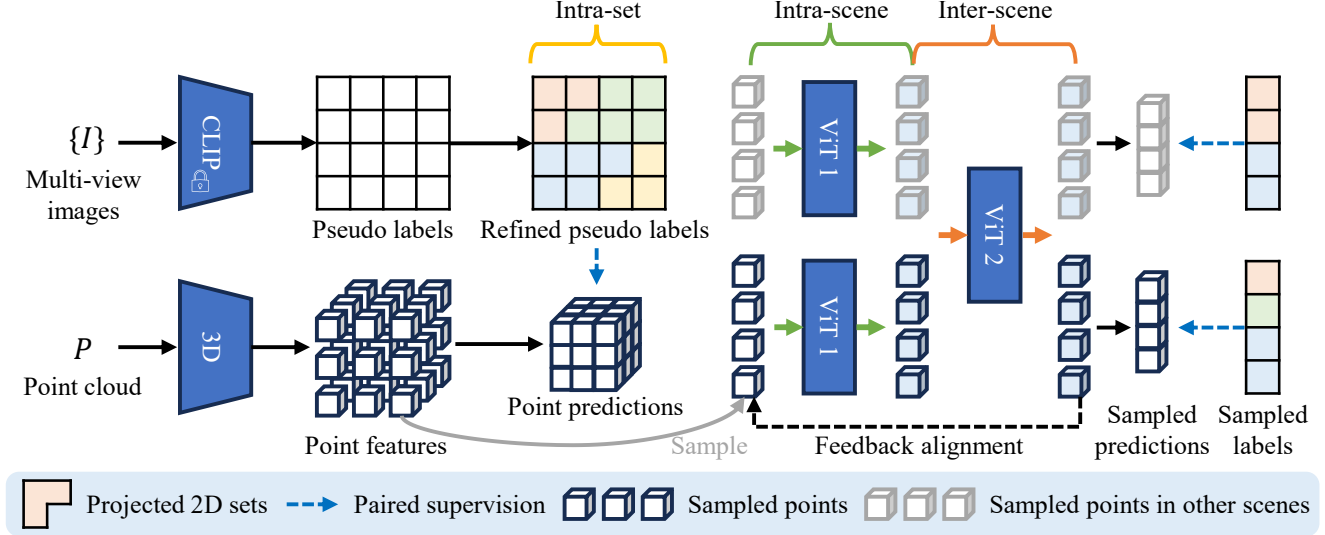 Intra-set
Intra-scene
Inter-scene
{I}
Multi-view
images
CLIP
Pseudo labels
Refined pseudo labels
ViT 1
ViT 2
P
Point cloud
3D
Point features
Point predictions
ViT 1
Sample
Feedback alignment
Sampled
predictions
Sampled
labels
Projected 2D sets
Paired supervision
Sampled points
Sampled points in other scenes